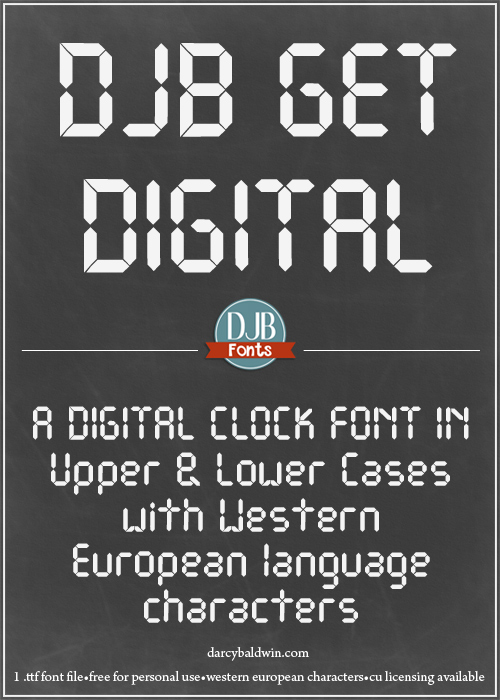 DJB GET
DIGITAL
DJB
Fonts
A DIGITAL CLOCK FONT IN
Upper & Lower Cases
with Western
European language
characters
darcybaldwin.com
1 .ttf font file•free for personal use•western european characters•cu licensing available